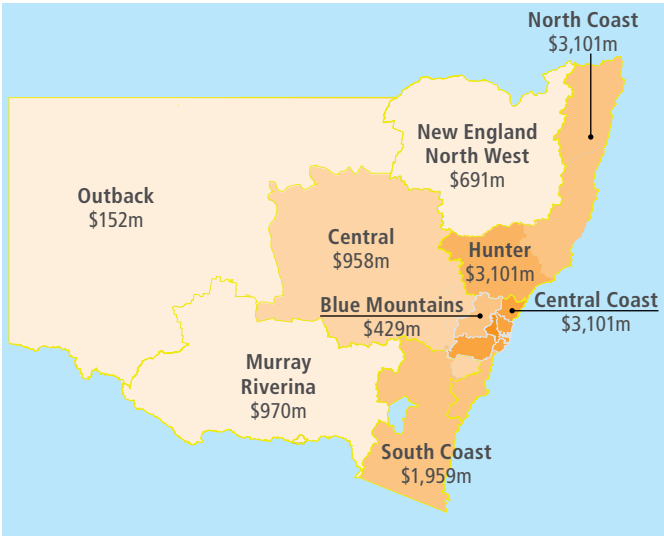 North Coast
$3,101m
New England
North West
$691m
Outback
$152m
Central
$958m
Hunter
$3,101m
Blue Mountains
$429m
Central Coast
$3,101m
Murray
Riverina
$970m
South Coast
$1,959m